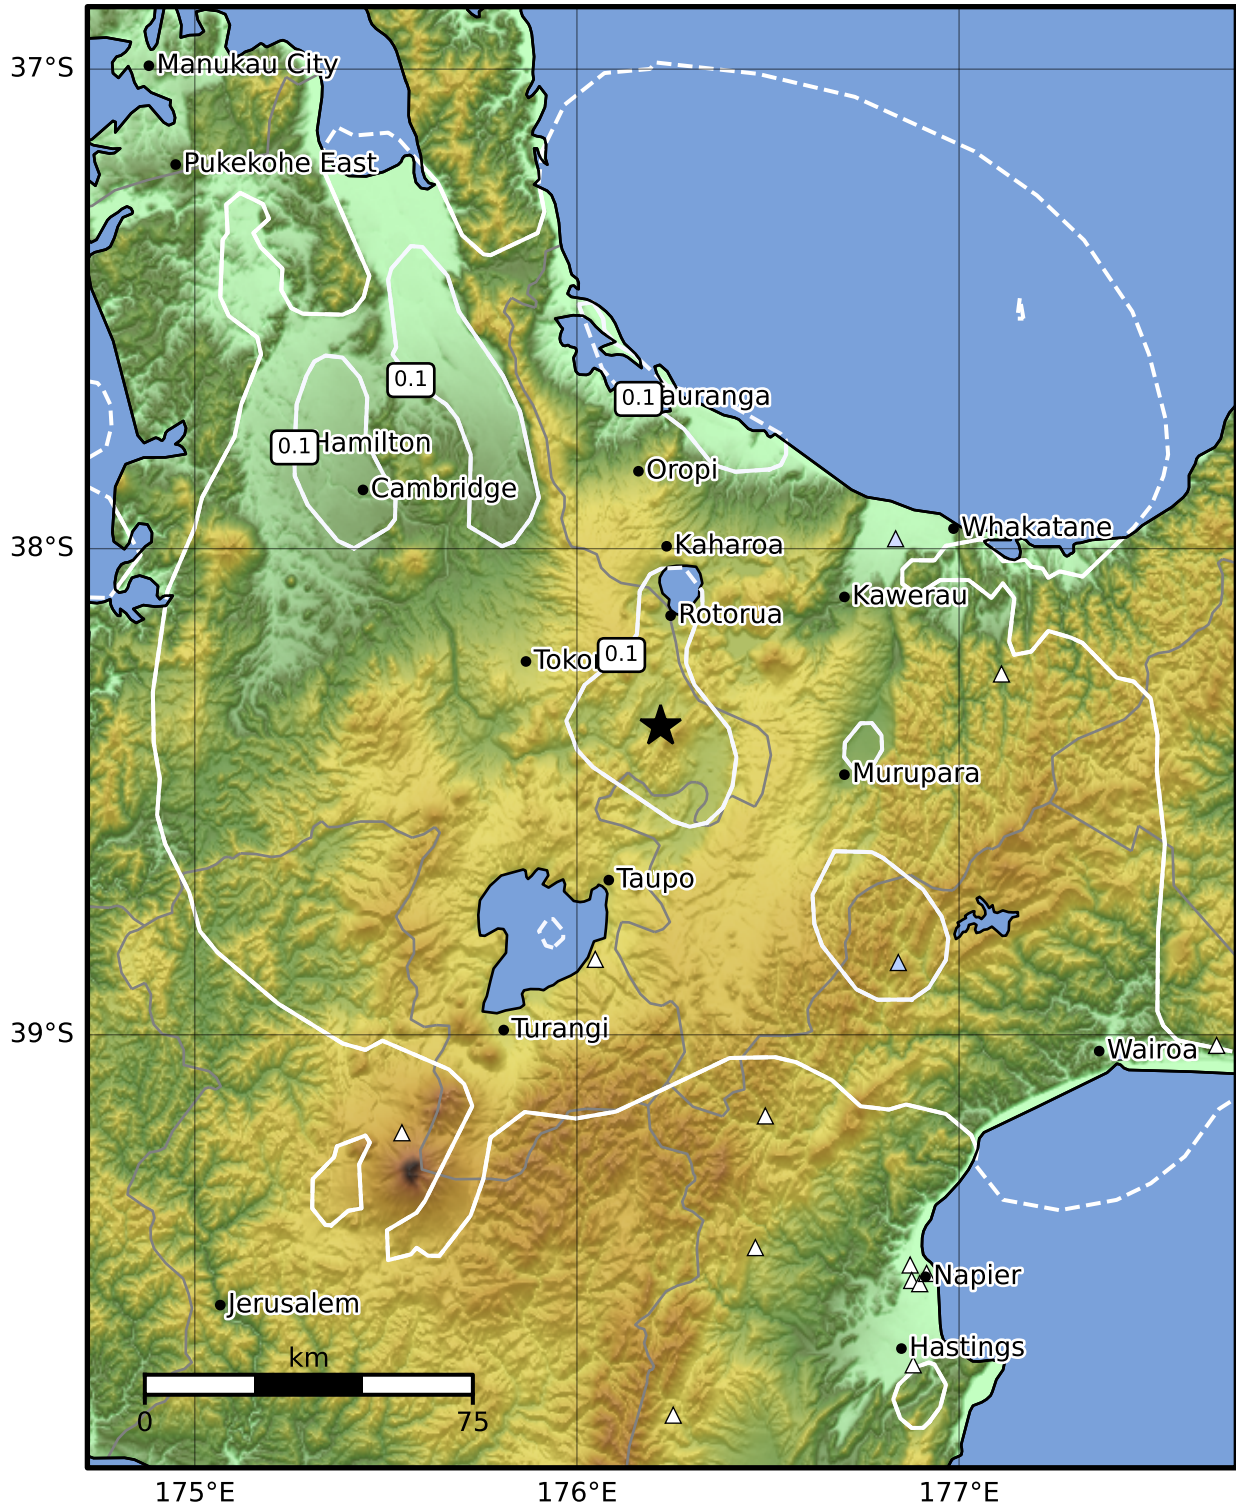 37°S
Manukau City
Pukekohe East
0.1
0.1
auranga
0.1
Hamilton
Oropi
Cambridge
Whakatane
38°S
Kaharoa
Kawerau
Rotorua
Toko
0.1
Murupara
Taupo
39°S
Turangi
Wairoa
Napier
Jerusalem
Hastings
km
0
75
175°E
176°E
177°E